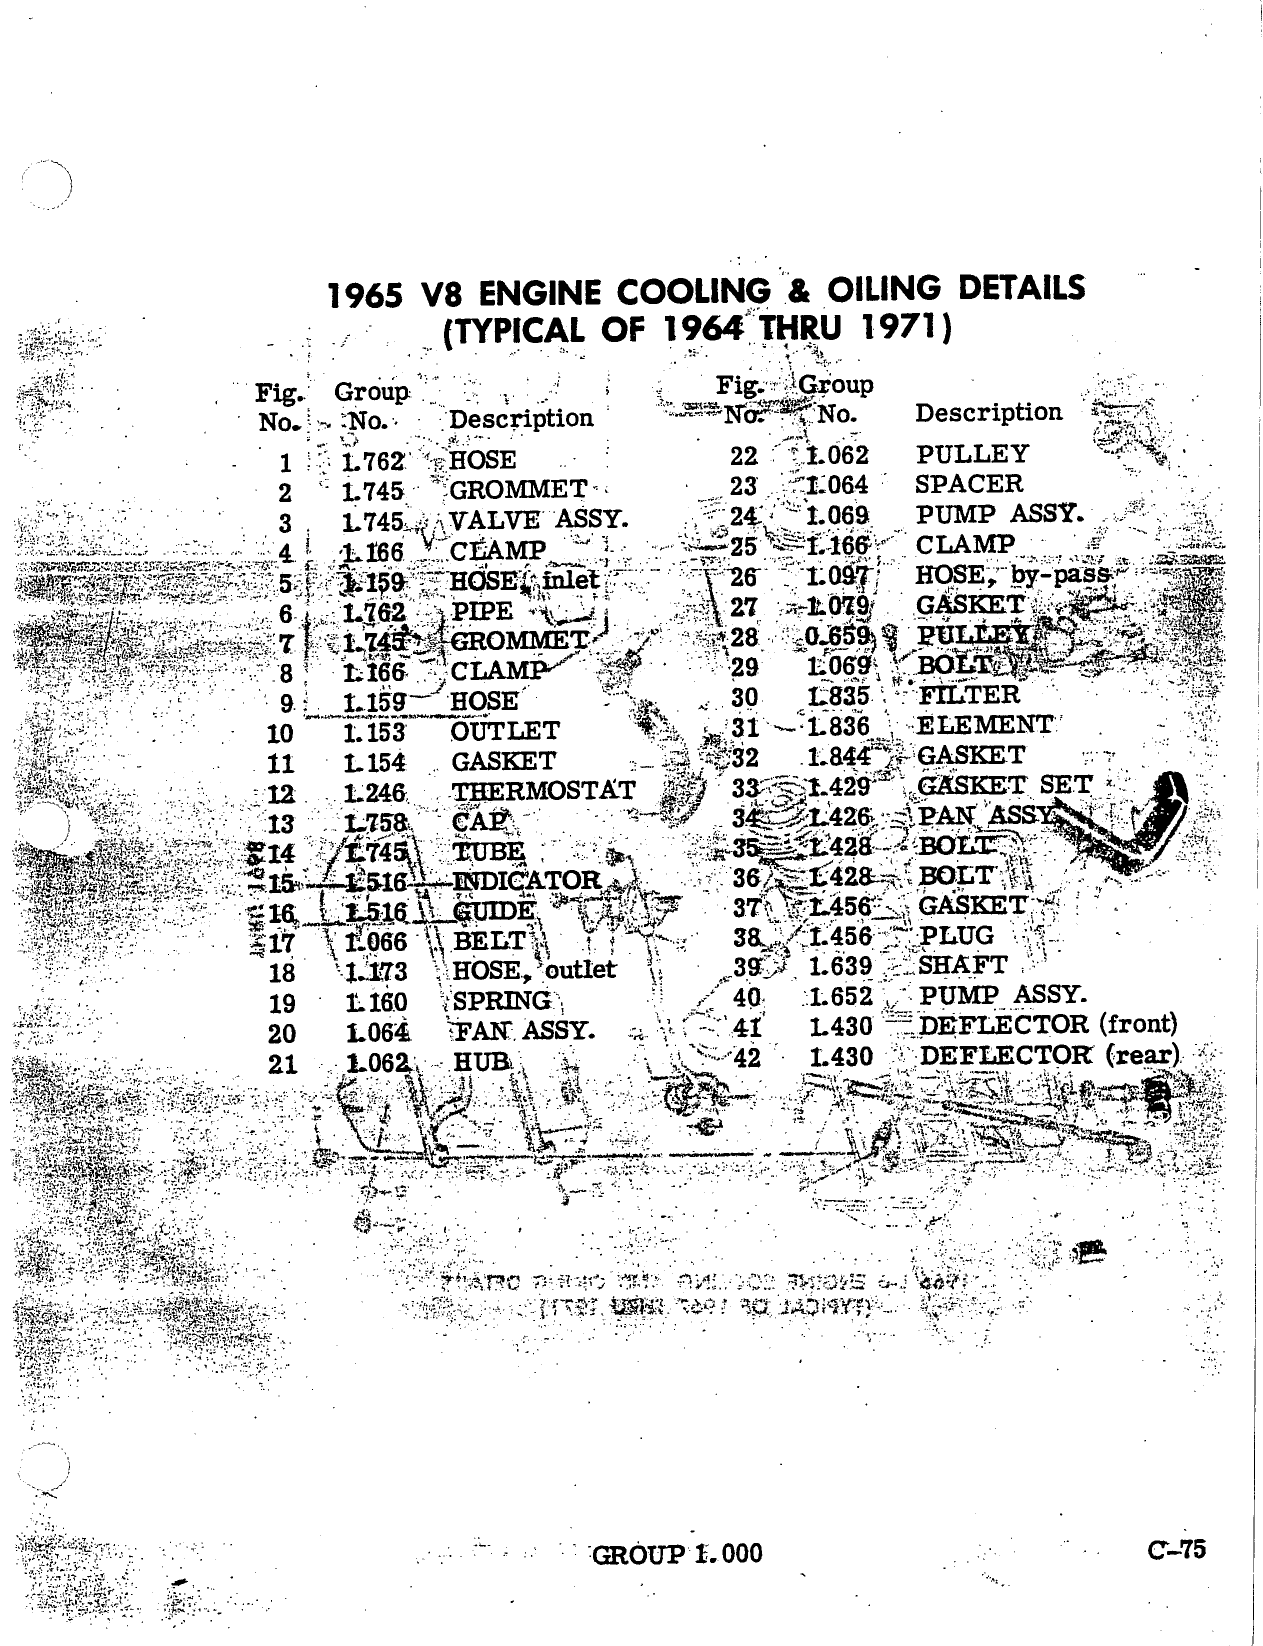 1965 V8 ENGINE COOLING & OILING DETAILS
(TYPICAL OF 1964 THRU 1971)
Fig. Group
No. No. Description
1 1.762 HOSE
2 1.745 GROMMET
3 1.745 VALVE ASSY.
4 1.166 CLAMP
5 1.159 HOSE, inlet
6 1.762 PIPE
7 1.745 GROMMET
8 1.166 CLAMP
9 1.159 HOSE
10 1.153 OUTLET
11 1.154 GASKET
12 1.246 THERMOSTAT
13 1.758 CAP
14 1.745 TUBE
15 1.516 INDICATOR
16 1.516 GUIDE
17 1.066 BELT
18 1.173 HOSE, outlet
19 1.160 SPRING
20 1.064 FAN ASSY.
21 1.062 HUB
Fig. Group
No. No. Description
22 1.062 PULLEY
23 1.064 SPACER
24 1.069 PUMP ASSY.
25 1.166 CLAMP
26 1.097 HOSE, by-pass
27 1.079 GASKET
28 0.659 PULLEY
29 1.069 BOLT
30 1.835 FILTER
31 1.836 ELEMENT
32 1.844 GASKET
33 1.429 GASKET SET
34 1.426 PAN ASSY.
35 1.428 BOLT
36 1.428 BOLT
37 1.456 GASKET
38 1.456 PLUG
39 1.639 SHAFT
40 1.652 PUMP ASSY.
41 1.430 DEFLECTOR (front)
42 1.430 DEFLECTOR (rear)
GROUP 1.000
C-75